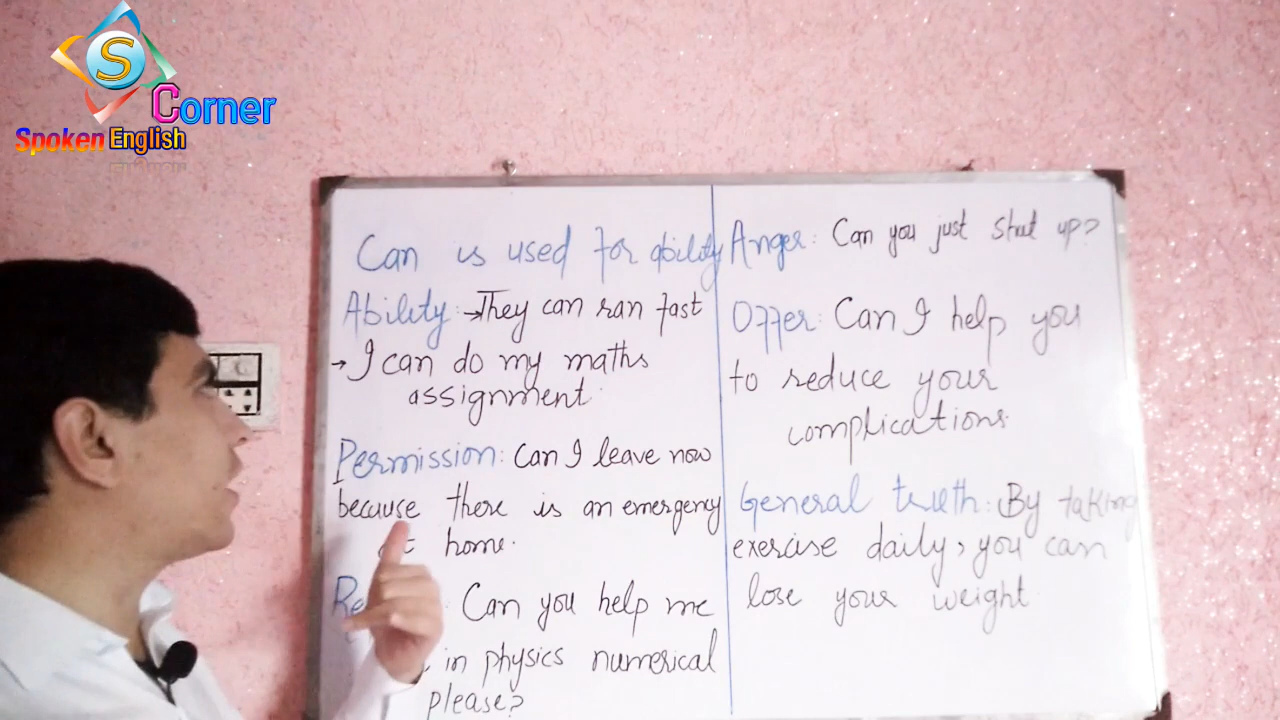 S
Corner
Spoken English
Can is used for ability
Ability: → They can ran fast
→ I can do my maths
assignment.
Permission: Can I leave now
because there is an emergency
home.
Can you help me
in physics numerical
please?
Anger: Can you just shut up?
Offer: Can I help you
to reduce your
complications.
General truth: By taking
exercise daily, you can
lose your weight.